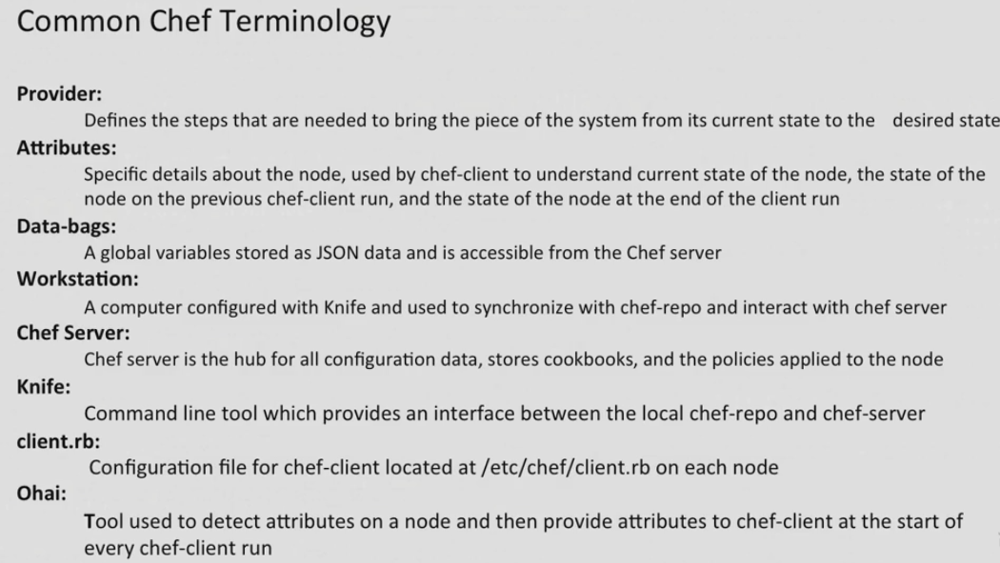 Common Chef Terminology
Provider:
Defines the steps that are needed to bring the piece of the system from its current state to the desired state
Attributes:
Specific details about the node, used by chef-client to understand current state of the node, the state of the
node on the previous chef-client run, and the state of the node at the end of the client run
Data-bags:
A global variables stored as JSON data and is accessible from the Chef server
Workstation:
A computer configured with Knife and used to synchronize with chef-repo and interact with chef server
Chef Server:
Chef server is the hub for all configuration data, stores cookbooks, and the policies applied to the node
Knife:
Command line tool which provides an interface between the local chef-repo and chef-server
client.rb:
Configuration file for chef-client located at /etc/chef/client.rb on each node
Ohai:
Tool used to detect attributes on a node and then provide attributes to chef-client at the start of
every chef-client run